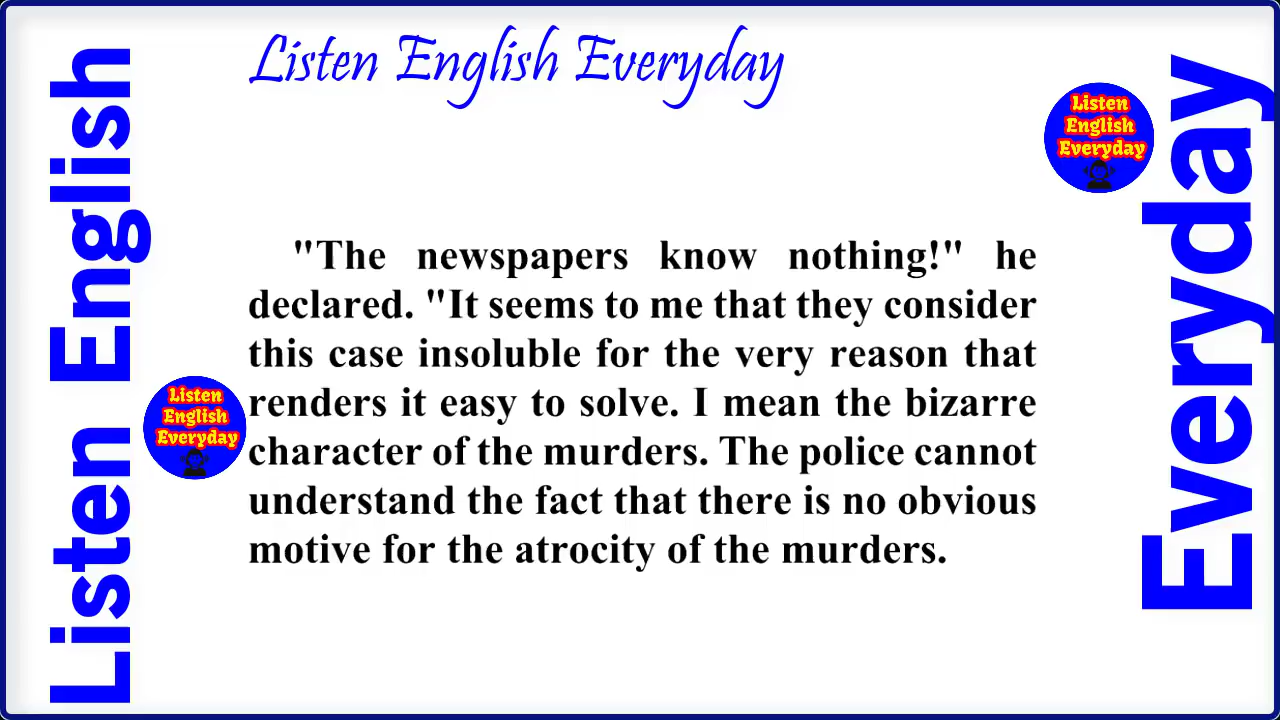 Listen English Everyday
Listen English
Everyday
Listen
English
Everyday
Listen
English
Everyday
"The newspapers know nothing!" he
declared. "It seems to me that they consider
this case insoluble for the very reason that
renders it easy to solve. I mean the bizarre
character of the murders. The police cannot
understand the fact that there is no obvious
motive for the atrocity of the murders.